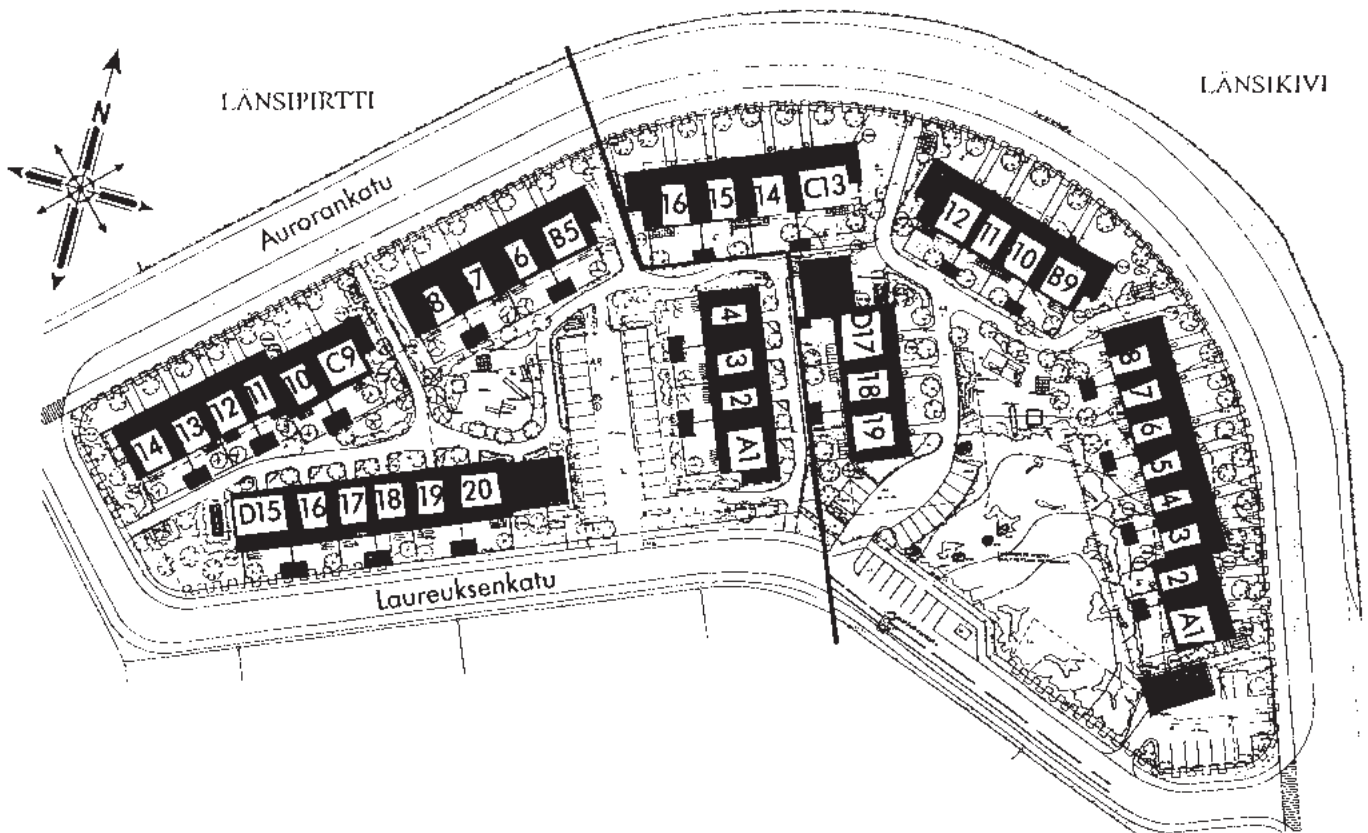 LÄNSIPIRTTI
LÄNSIKIVI
N
Aurorankatu
16 15 14 C13
12 11 10 B9
8 7 6 B5
14 13 12 11 10 C9
4 3 2 A1
D17 18 19
8 7 6 5 4 3 2 A1
D15 16 17 18 19 20
Laureuksenkatu